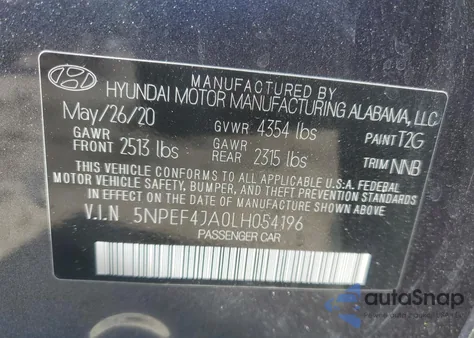 MANUFACTURED BY
HYUNDAI MOTOR MANUFACTURING ALABAMA, LLC
May/26/20 GVWR 4354 lbs PAINT T2G
GAWR FRONT 2513 lbs GAWR REAR 2315 lbs TRIM NNB
THIS VEHICLE CONFORMS TO ALL APPLICABLE U.S.A. FEDERAL
MOTOR VEHICLE SAFETY, BUMPER, AND THEFT PREVENTION STANDARDS
IN EFFECT ON THE DATE OF MANUFACTURE SHOWN ABOVE.
V.I.N 5NPEF4JA0LH054196
PASSENGER CAR
autoSnap